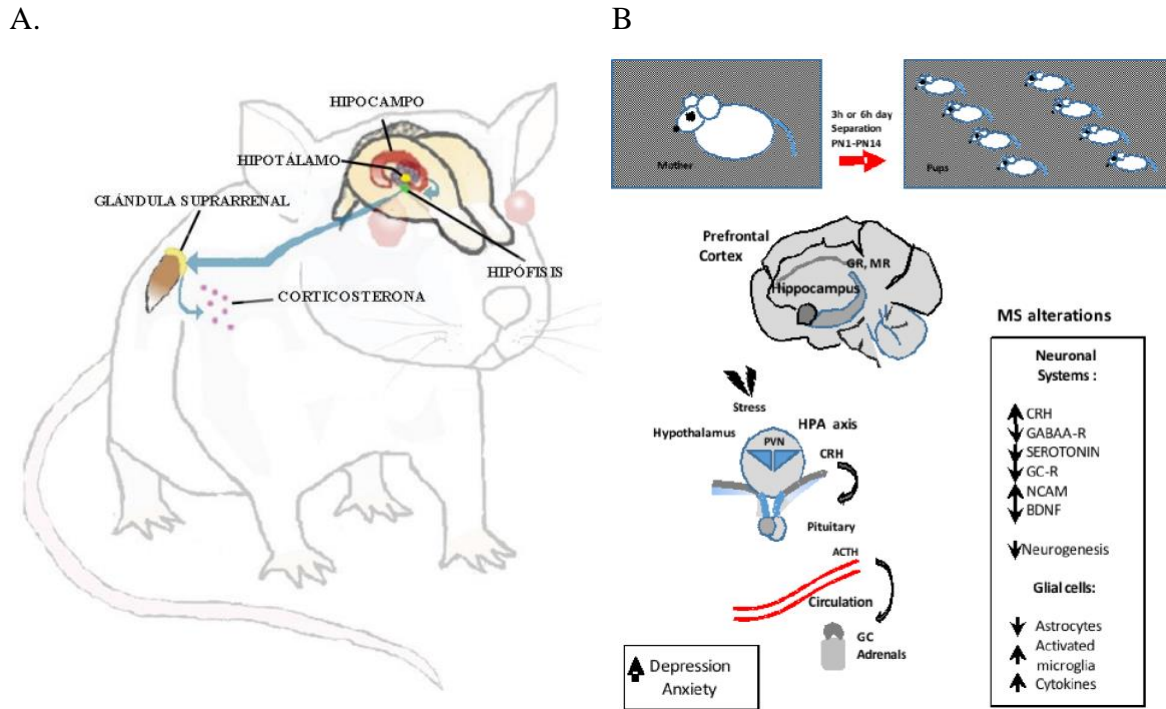 A.
B
HIPOCAMPO
HIPOTÁLAMO
GLÁNDULA SUPRARRENAL
HIPÓFISIS
CORTICOSTERONA
Mother
3h or 6h day
Separation
PN1-PN14
Pups
Prefrontal
Cortex
GR, MR
Hippocampus
Stress
HPA axis
Hypothalamus
PVN
CRH
Pituitary
ACTH
Circulation
GC
Adrenals
Depression
Anxiety
MS alterations
Neuronal
Systems :
CRH
GABAA-R
SEROTONIN
GC-R
NCAM
BDNF
Neurogenesis
Glial cells:
Astrocytes
Activated
microglia
Cytokines